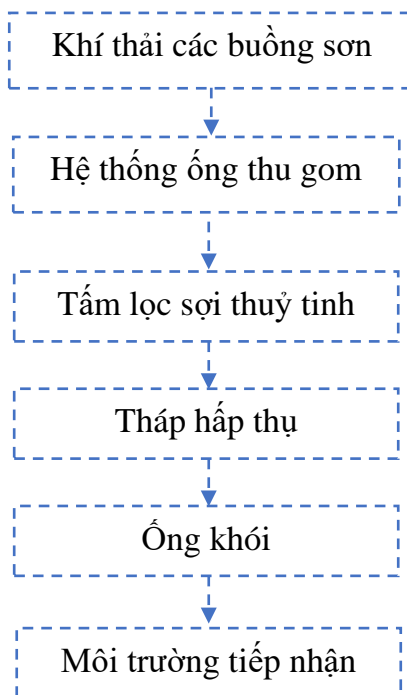 Khí thải các buồng sơn
Hệ thống ống thu gom
Tấm lọc sợi thuỷ tinh
Tháp hấp thụ
Ống khói
Môi trường tiếp nhận